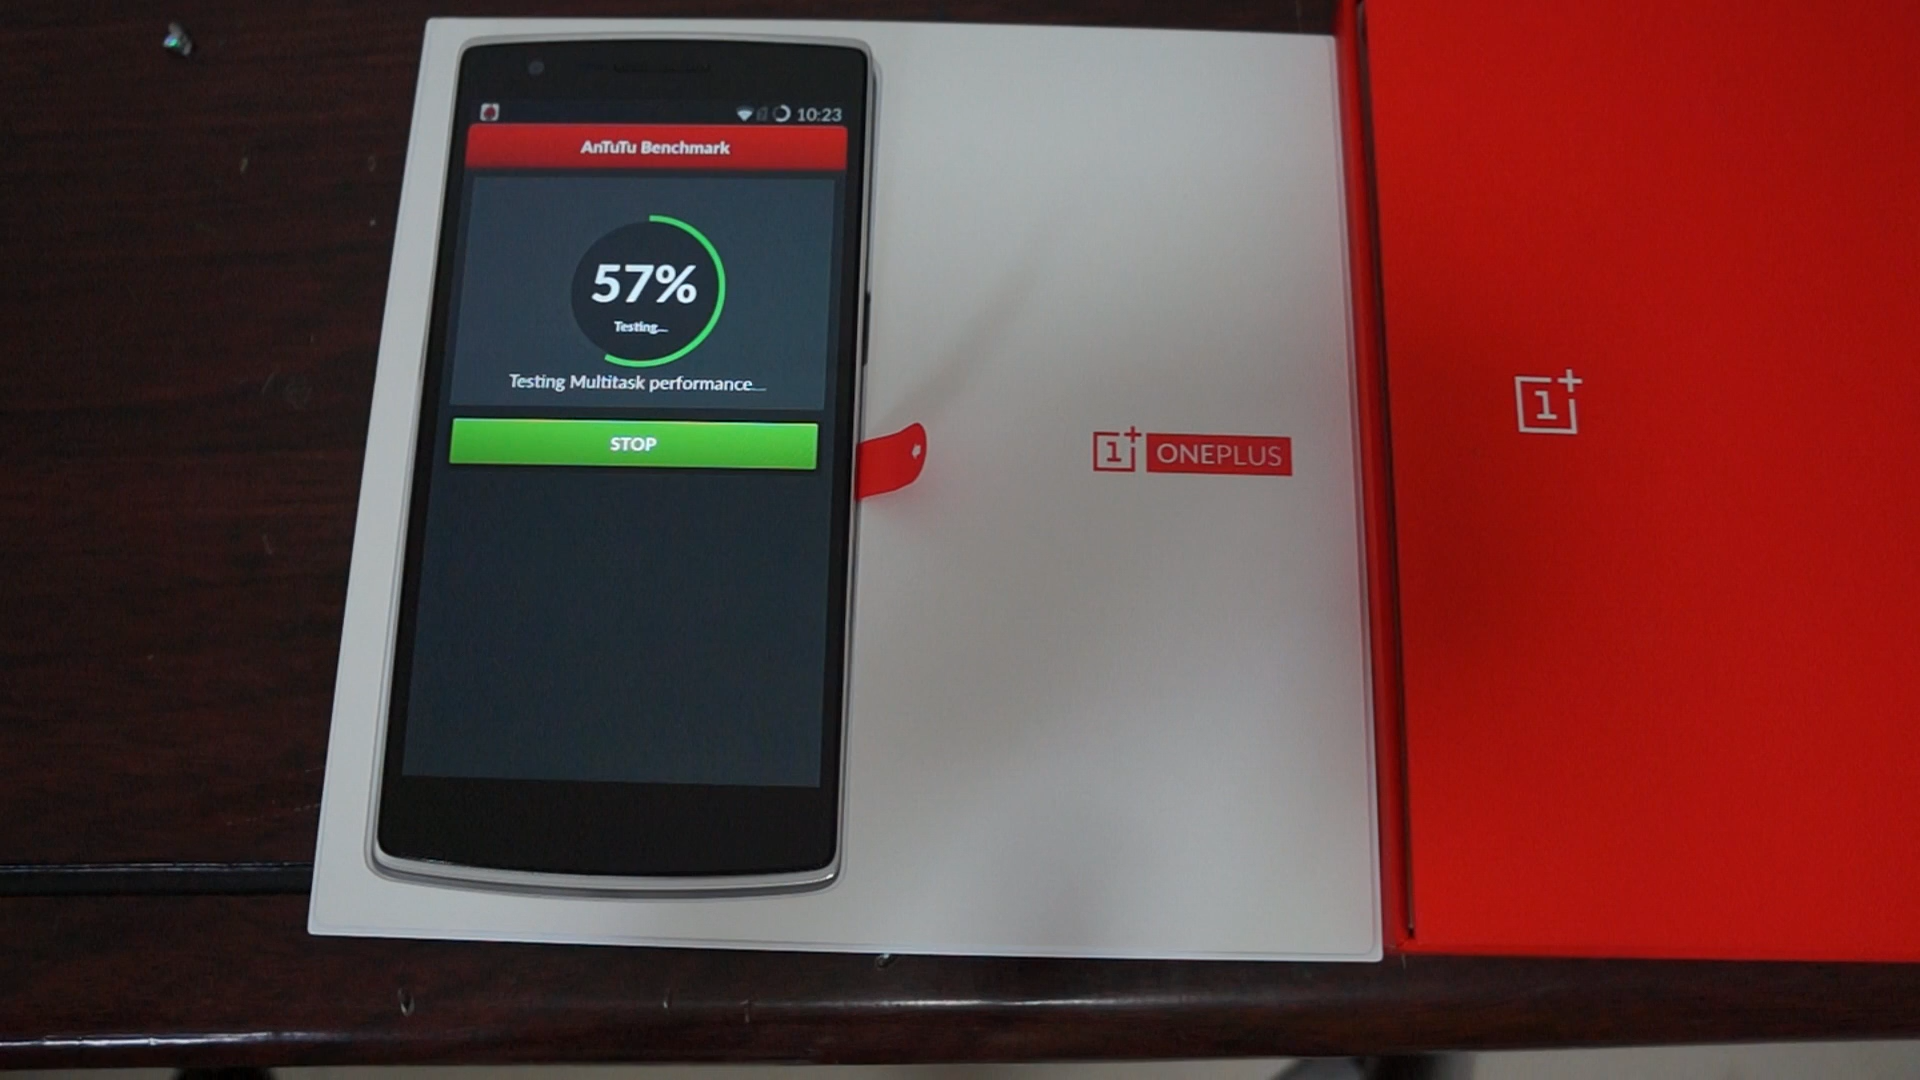 10:23
AnTuTu Benchmark
57%
Testing...
Testing Multitask performance...
STOP
1+ ONEPLUS
1+